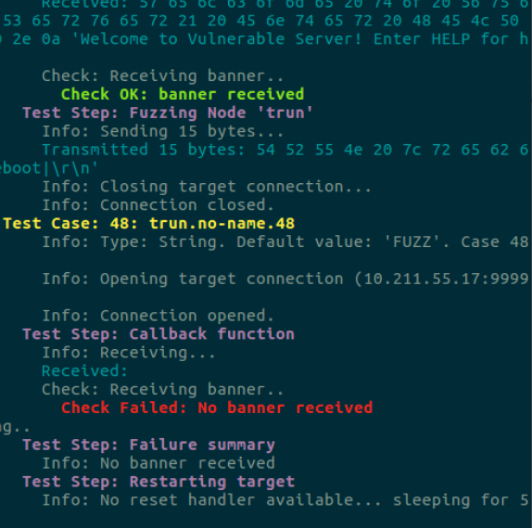 Received: 57 65 6c 63 6f 6d 65 20 74 6f 20 56 75 6
53 65 72 76 65 72 21 20 45 6e 74 65 72 20 48 45 4c 50
2e 0a 'Welcome to Vulnerable Server! Enter HELP for h
Check: Receiving banner..
Check OK: banner received
Test Step: Fuzzing Node 'trun'
Info: Sending 15 bytes...
Transmitted 15 bytes: 54 52 55 4e 20 7c 72 65 62 6
eboot|\r\n'
Info: Closing target connection...
Info: Connection closed.
Test Case: 48: trun.no-name.48
Info: Type: String. Default value: 'FUZZ'. Case 48
Info: Opening target connection (10.211.55.17:9999
Info: Connection opened.
Test Step: Callback function
Info: Receiving...
Received:
Check: Receiving banner..
Check Failed: No banner received
ng..
Test Step: Failure summary
Info: No banner received
Test Step: Restarting target
Info: No reset handler available... sleeping for 5